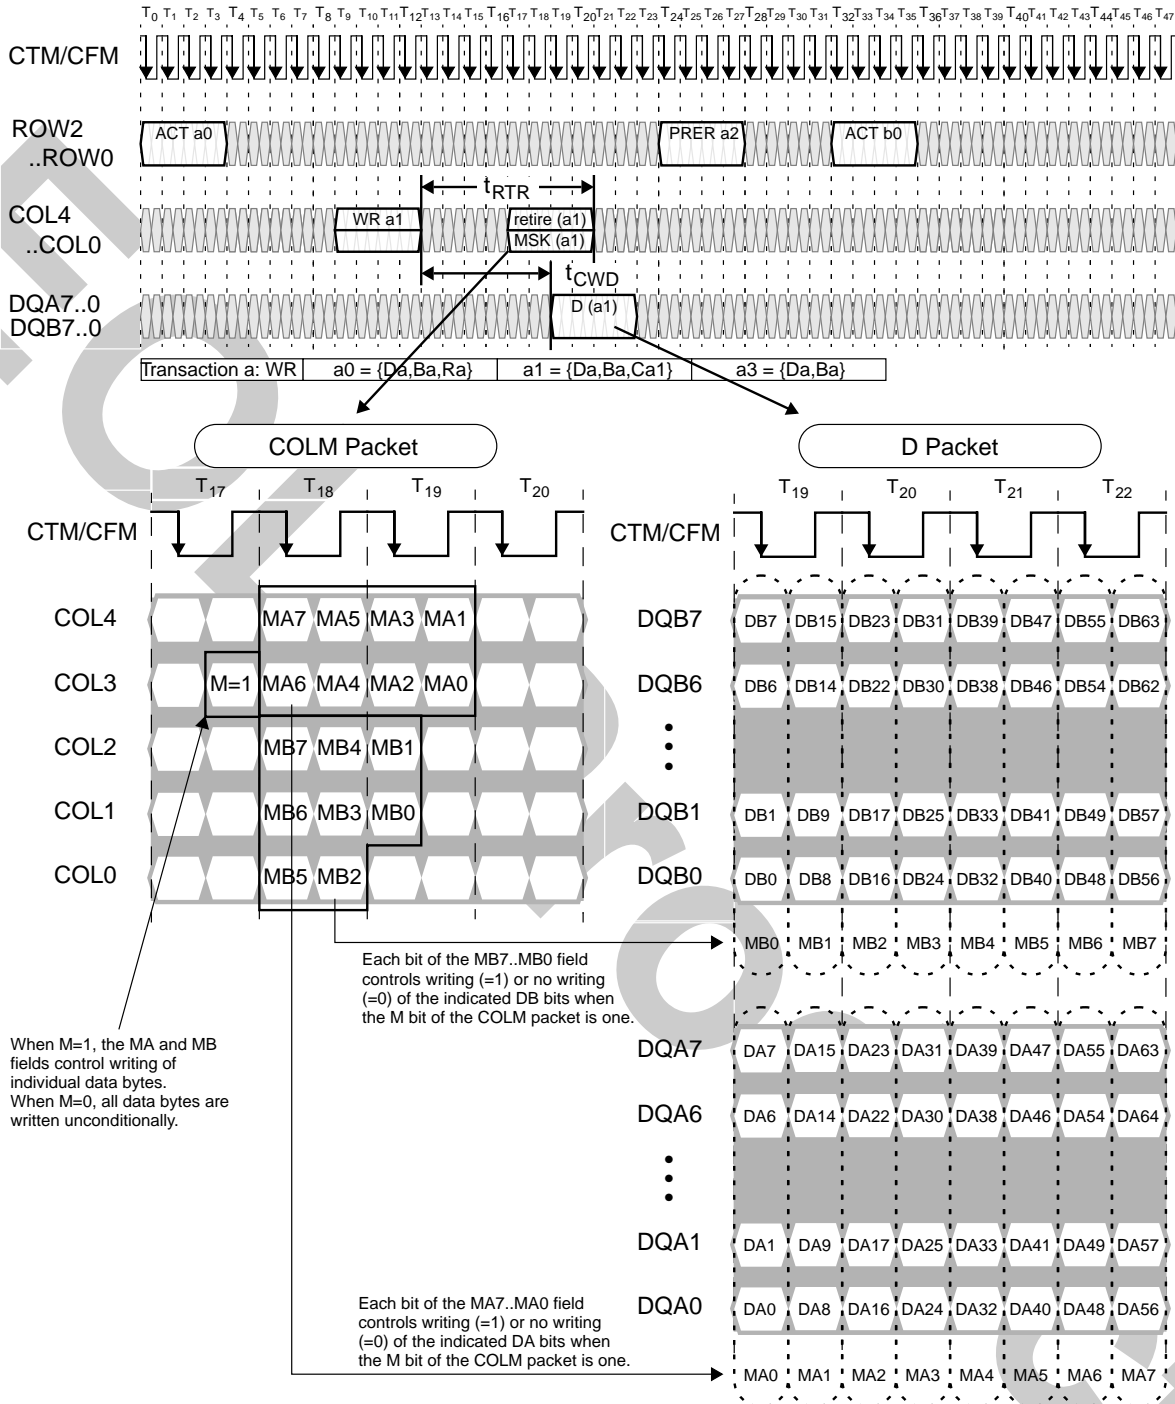 T0 T1 T2 T3 T4 T5 T6 T7 T8 T9 T10 T11 T12 T13 T14 T15 T16 T17 T18 T19 T20 T21 T22 T23 T24 T25 T26 T27 T28 T29 T30 T31 T32 T33 T34 T35 T36 T37 T38 T39 T40 T41 T42 T43 T44 T45 T46 T47
CTM/CFM
ROW2
..ROW0
ACT a0 PRER a2 ACT b0
tRTR
COL4
..COL0
WR a1 retire (a1)
MSK (a1)
tCWD
DQA7..0
DQB7..0
D (a1)
Transaction a: WR a0 = {Da,Ba,Ra} a1 = {Da,Ba,Ca1} a3 = {Da,Ba}
COLM Packet
T17 T18 T19 T20
CTM/CFM
COL4 MA7 MA5 MA3 MA1
COL3 M=1 MA6 MA4 MA2 MA0
COL2 MB7 MB4 MB1
COL1 MB6 MB3 MB0
COL0 MB5 MB2
When M=1, the MA and MB
fields control writing of
individual data bytes.
When M=0, all data bytes are
written unconditionally.
Each bit of the MB7..MB0 field
controls writing (=1) or no writing
(=0) of the indicated DB bits when
the M bit of the COLM packet is one.
Each bit of the MA7..MA0 field
controls writing (=1) or no writing
(=0) of the indicated DA bits when
the M bit of the COLM packet is one.
D Packet
T19 T20 T21 T22
CTM/CFM
DQB7 DB7 DB15 DB23 DB31 DB39 DB47 DB55 DB63
DQB6 DB6 DB14 DB22 DB30 DB38 DB46 DB54 DB62
DQB1 DB1 DB9 DB17 DB25 DB33 DB41 DB49 DB57
DQB0 DB0 DB8 DB16 DB24 DB32 DB40 DB48 DB56
MB0 MB1 MB2 MB3 MB4 MB5 MB6 MB7
DQA7 DA7 DA15 DA23 DA31 DA39 DA47 DA55 DA63
DQA6 DA6 DA14 DA22 DA30 DA38 DA46 DA54 DA64
DQA1 DA1 DA9 DA17 DA25 DA33 DA41 DA49 DA57
DQA0 DA0 DA8 DA16 DA24 DA32 DA40 DA48 DA56
MA0 MA1 MA2 MA3 MA4 MA5 MA6 MA7